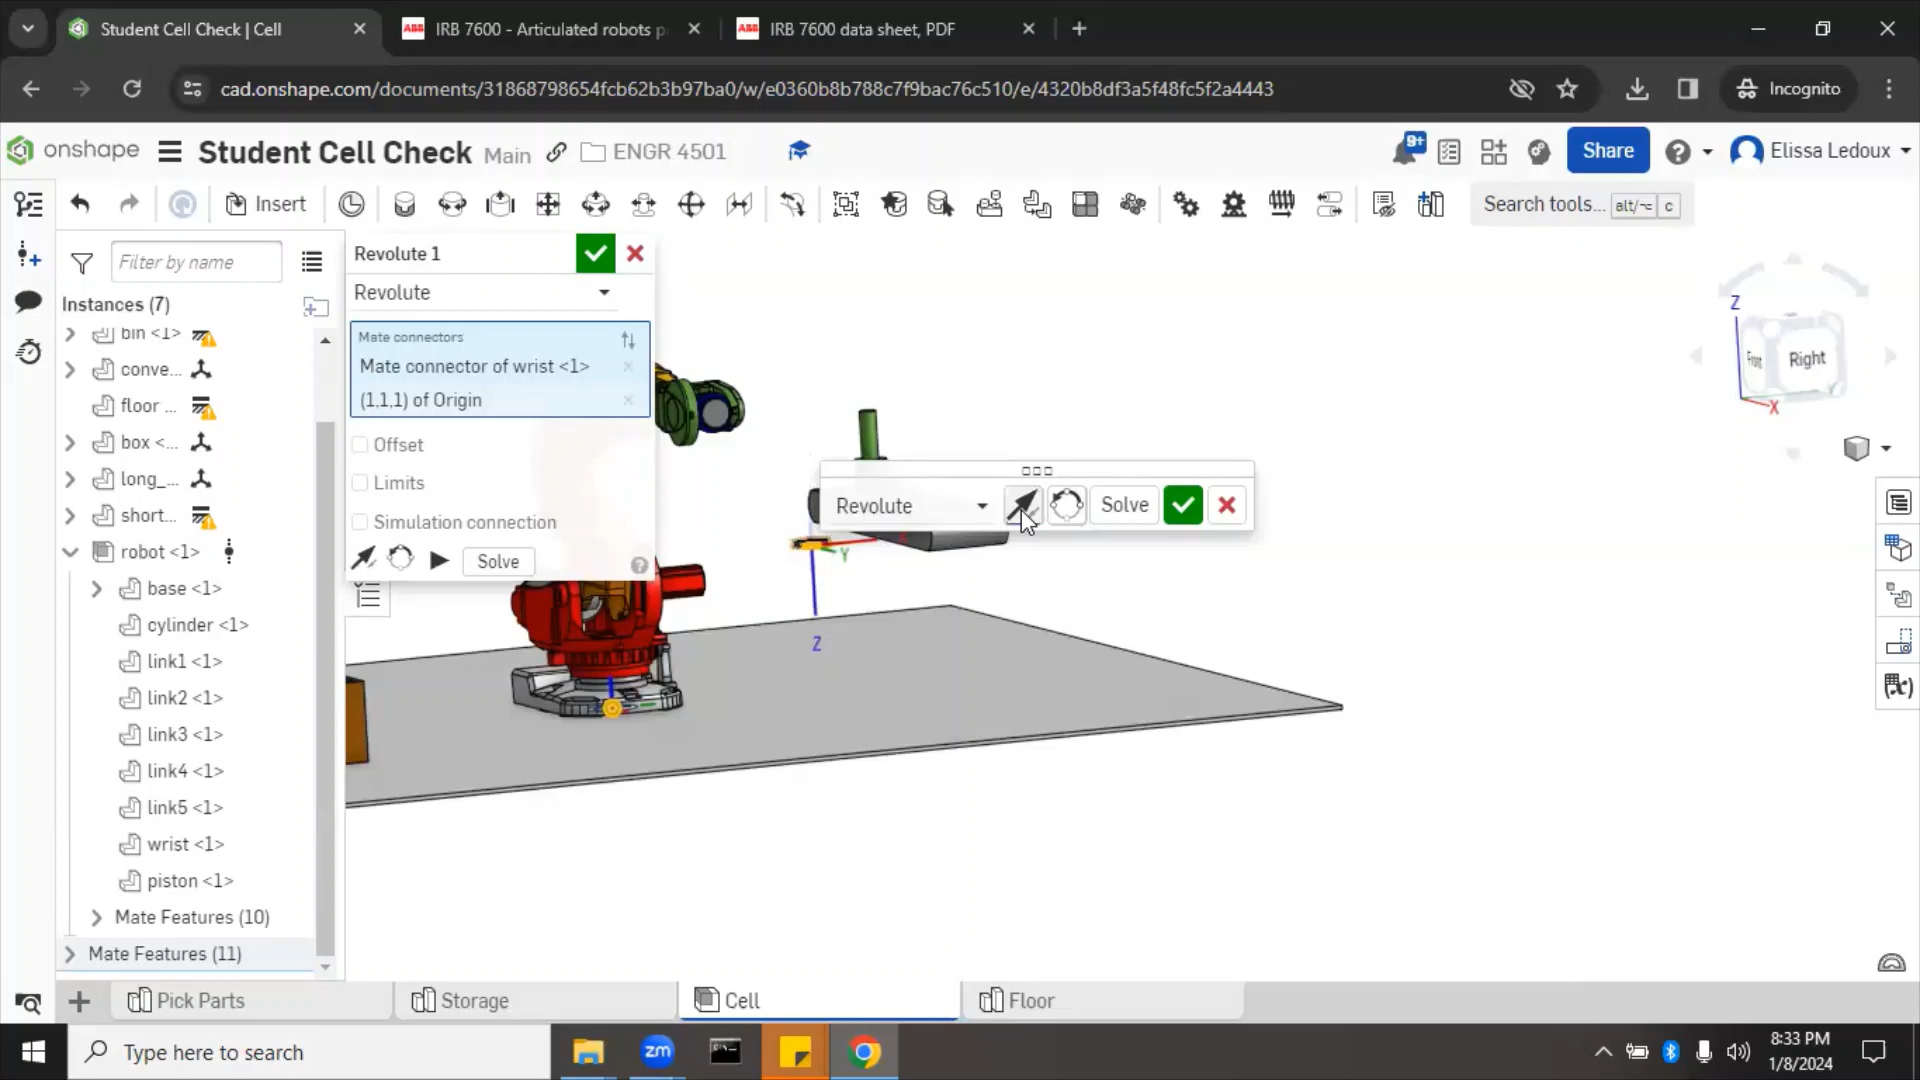 Student Cell Check | Cell
ABB IRB 7600 - Articulated robots p
ABB IRB 7600 data sheet, PDF
cad.onshape.com/documents/31868798654fcb62b3b97ba0/w/e0360b8b788c7f9bac76c510/e/4320b8df3a5f48fc5f2a4443
Incognito
onshape Student Cell Check Main ENGR 4501
9+
Share
Elissa Ledoux
Insert
Search tools... alt/⌥ c
Filter by name
Instances (7)
bin <1>
conve...
floor ...
box <...
long_...
short...
robot <1>
base <1>
cylinder <1>
link1 <1>
link2 <1>
link3 <1>
link4 <1>
link5 <1>
wrist <1>
piston <1>
Mate Features (10)
Mate Features (11)
Revolute 1
Revolute
Mate connectors
Mate connector of wrist <1>
(1,1,1) of Origin
Offset
Limits
Simulation connection
Solve
Revolute
Solve
Y
Z
Z
Front
Right
X
Pick Parts
Storage
Cell
Floor
Type here to search
zm
8:33 PM
1/8/2024